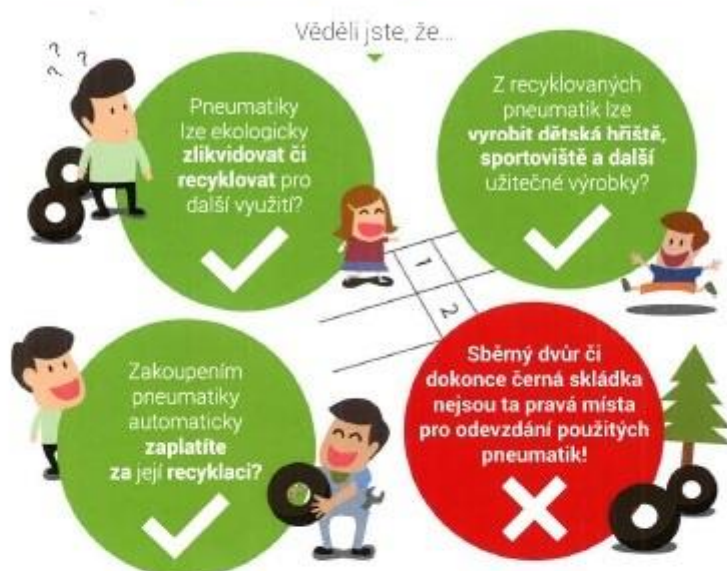 Věděli jste, že...
? ? ?
Pneumatiky
lze ekologicky
zlikvidovat či
recyklovat pro
další využití?
Z recyklovaných
pneumatik lze
vyrobit dětská hřiště,
sportoviště a další
užitečné výrobky?
1
2
Zakoupením
pneumatiky
automaticky
zaplatíte
za její recyklaci?
Sběrný dvůr či
dokonce černá skládka
nejsou ta pravá místa
pro odevzdání použitých
pneumatik!